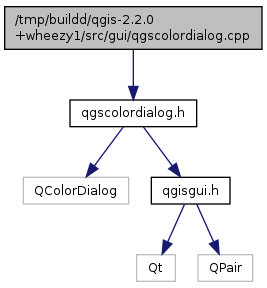 /tmp/buildd/qgis-2.2.0
+wheezy1/src/gui/qgscolordialog.cpp
qgscolordialog.h
QColorDialog
qgisgui.h
Qt
QPair